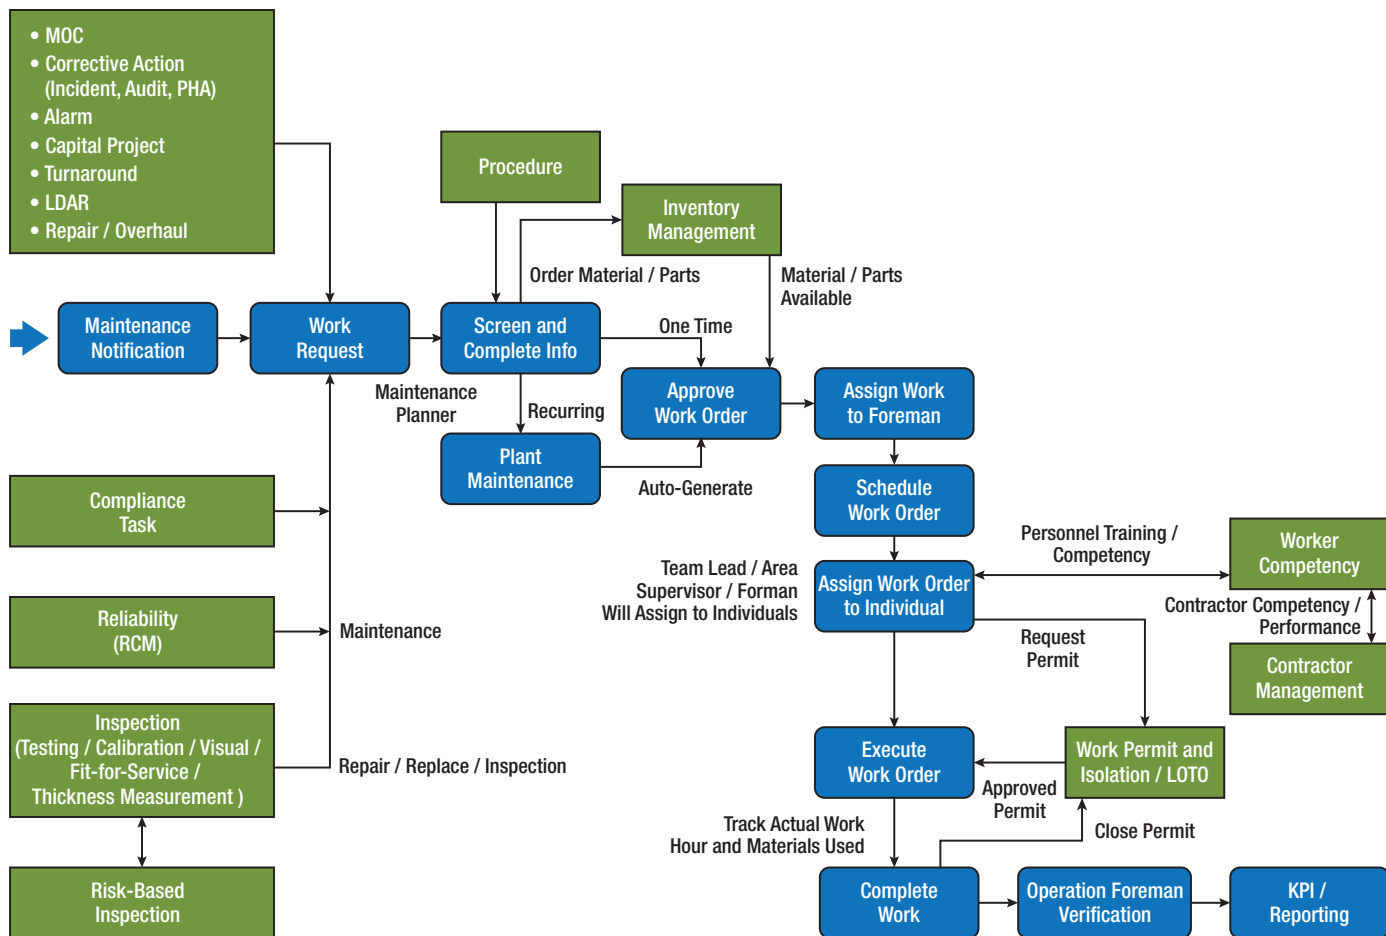 • MOC
• Corrective Action
(Incident, Audit, PHA)
• Alarm
• Capital Project
• Turnaround
• LDAR
• Repair / Overhaul
Procedure
Inventory
Management
Order Material / Parts
Material / Parts
Available
Maintenance
Notification
Work
Request
Screen and
Complete Info
One Time
Maintenance
Planner
Recurring
Approve
Work Order
Assign Work
to Foreman
Plant
Maintenance
Auto-Generate
Schedule
Work Order
Compliance
Task
Personnel Training /
Competency
Worker
Competency
Team Lead / Area
Supervisor / Forman
Will Assign to Individuals
Assign Work Order
to Individual
Contractor Competency /
Performance
Reliability
(RCM)
Maintenance
Request
Permit
Contractor
Management
Inspection
(Testing / Calibration / Visual /
Fit-for-Service /
Thickness Measurement )
Repair / Replace / Inspection
Execute
Work Order
Work Permit and
Isolation / LOTO
Approved
Permit
Track Actual Work
Hour and Materials Used
Close Permit
Risk-Based
Inspection
Complete
Work
Operation Foreman
Verification
KPI /
Reporting